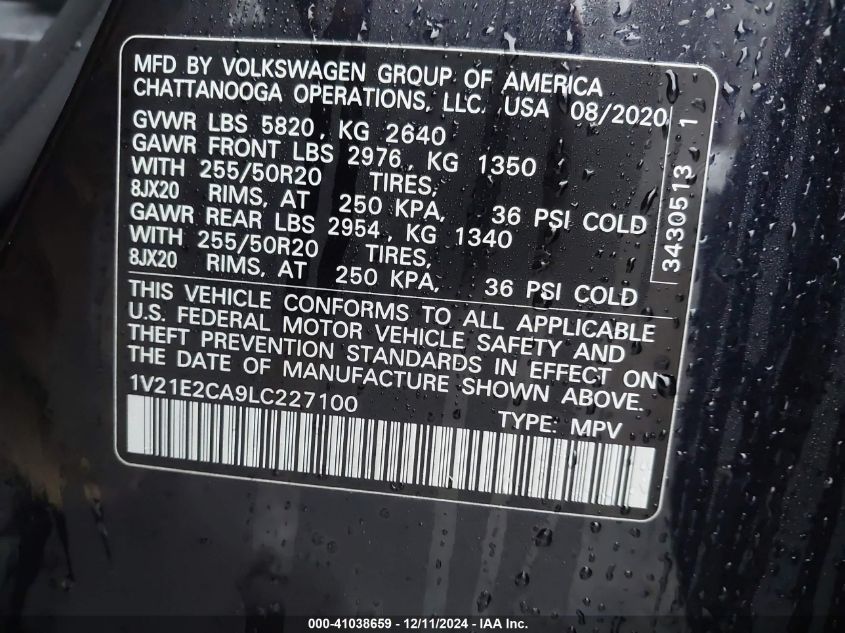 MFD BY VOLKSWAGEN GROUP OF AMERICA
CHATTANOOGA OPERATIONS, LLC. USA 08/2020
GVWR LBS 5820, KG 2640
GAWR FRONT LBS 2976, KG 1350
WITH 255/50R20 TIRES,
8JX20 RIMS, AT 250 KPA, 36 PSI COLD
GAWR REAR LBS 2954, KG 1340
WITH 255/50R20 TIRES,
8JX20 RIMS, AT 250 KPA, 36 PSI COLD
3430513 1
THIS VEHICLE CONFORMS TO ALL APPLICABLE
U.S. FEDERAL MOTOR VEHICLE SAFETY AND
THEFT PREVENTION STANDARDS IN EFFECT ON
THE DATE OF MANUFACTURE SHOWN ABOVE.
1V21E2CA9LC227100 TYPE: MPV
000-41038659 - 12/11/2024 - IAA Inc.